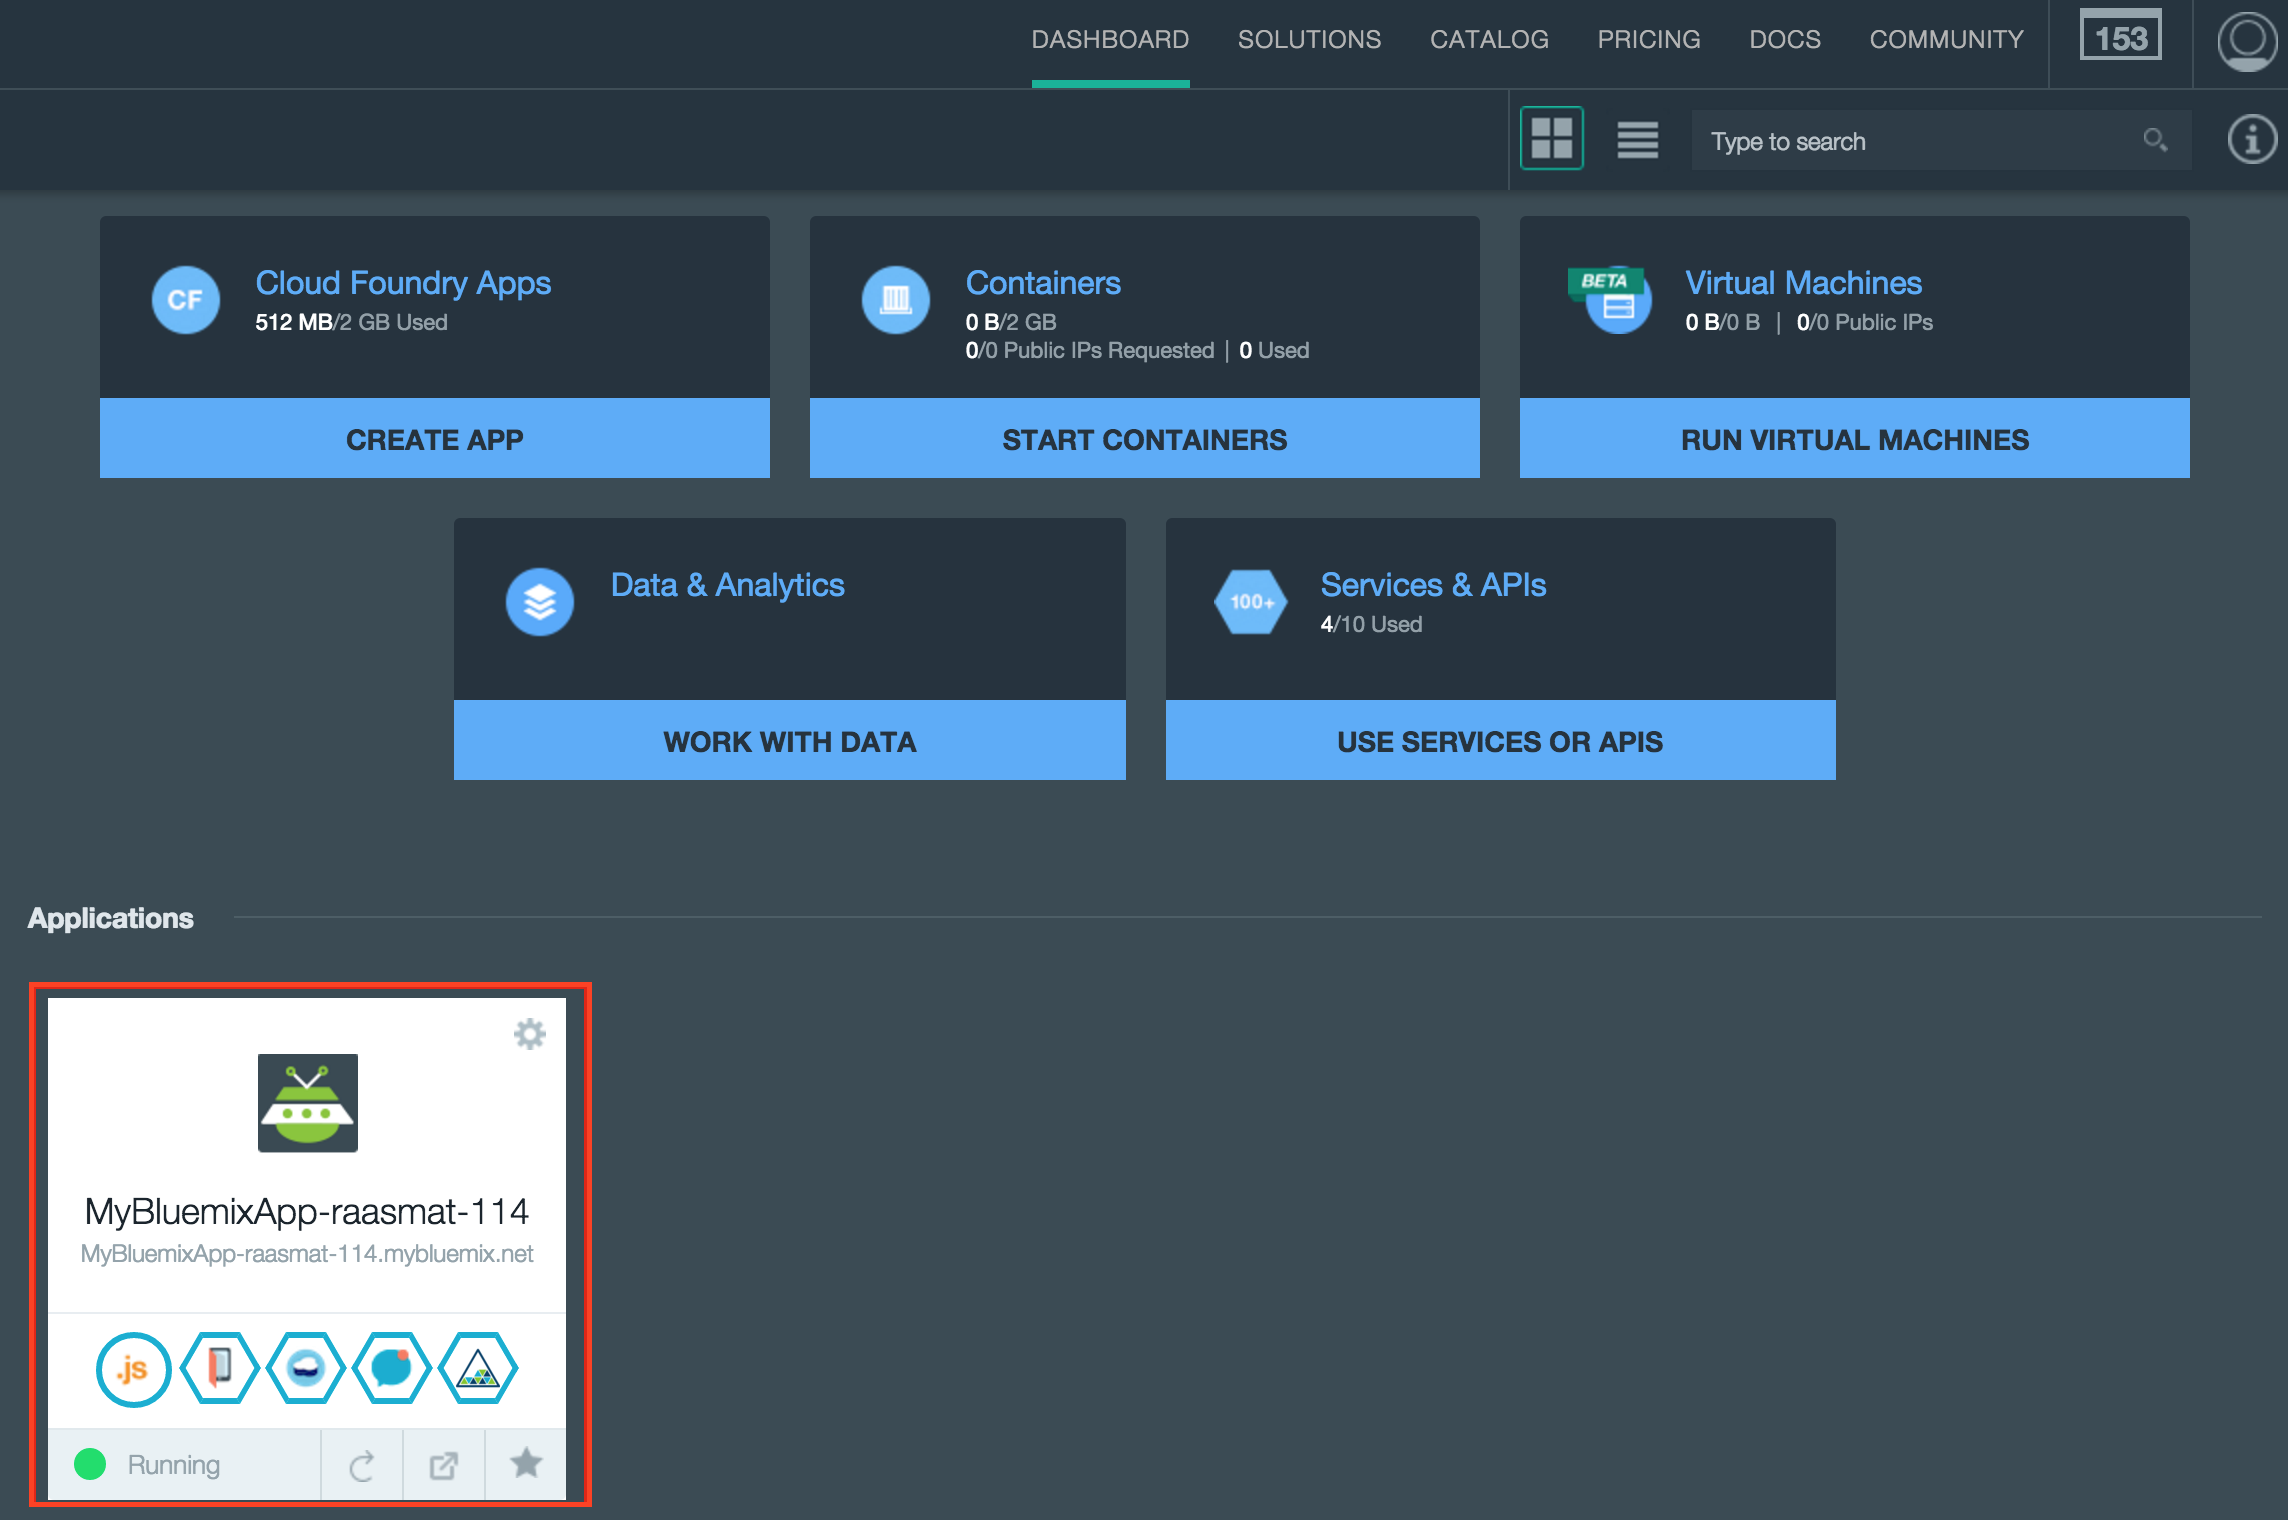 DASHBOARD SOLUTIONS CATALOG PRICING DOCS COMMUNITY 153
Type to search
CF Cloud Foundry Apps
512 MB/2 GB Used
CREATE APP
Containers
0 B/2 GB
0/0 Public IPs Requested | 0 Used
START CONTAINERS
BETA Virtual Machines
0 B/0 B | 0/0 Public IPs
RUN VIRTUAL MACHINES
Data & Analytics
WORK WITH DATA
100+ Services & APIs
4/10 Used
USE SERVICES OR APIS
Applications
MyBluemixApp-raasmat-114
MyBluemixApp-raasmat-114.mybluemix.net
.js
Running